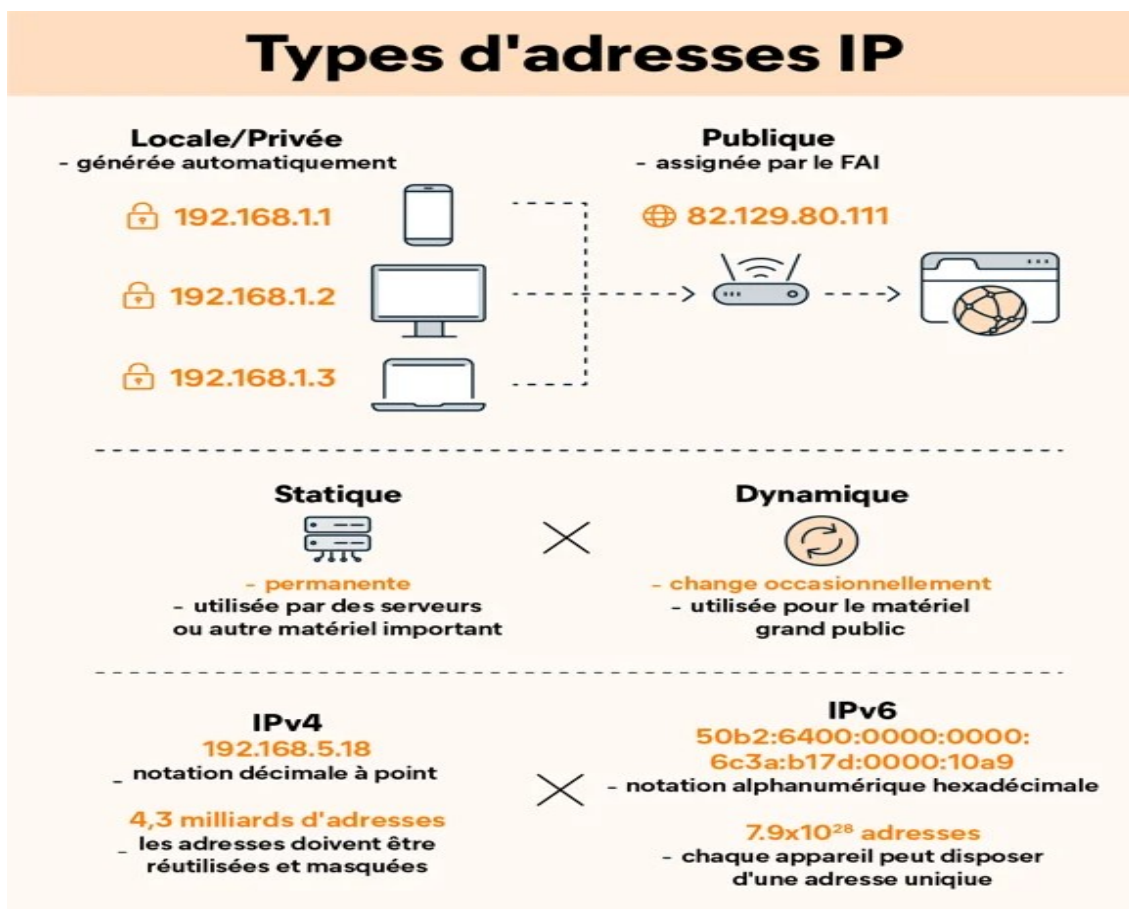 Types d'adresses IP
Locale/Privée
- générée automatiquement
192.168.1.1
192.168.1.2
192.168.1.3
Publique
- assignée par le FAI
82.129.80.111
Statique
- permanente
- utilisée par des serveurs
ou autre matériel important
Dynamique
- change occasionnellement
- utilisée pour le matériel
grand public
IPv4
192.168.5.18
- notation décimale à point
4,3 milliards d'adresses
- les adresses doivent être
réutilisées et masquées
IPv6
50b2:6400:0000:0000:
6c3a:b17d:0000:10a9
- notation alphanumérique hexadécimale
7.9x10²⁸ adresses
- chaque appareil peut disposer
d'une adresse uniqiue